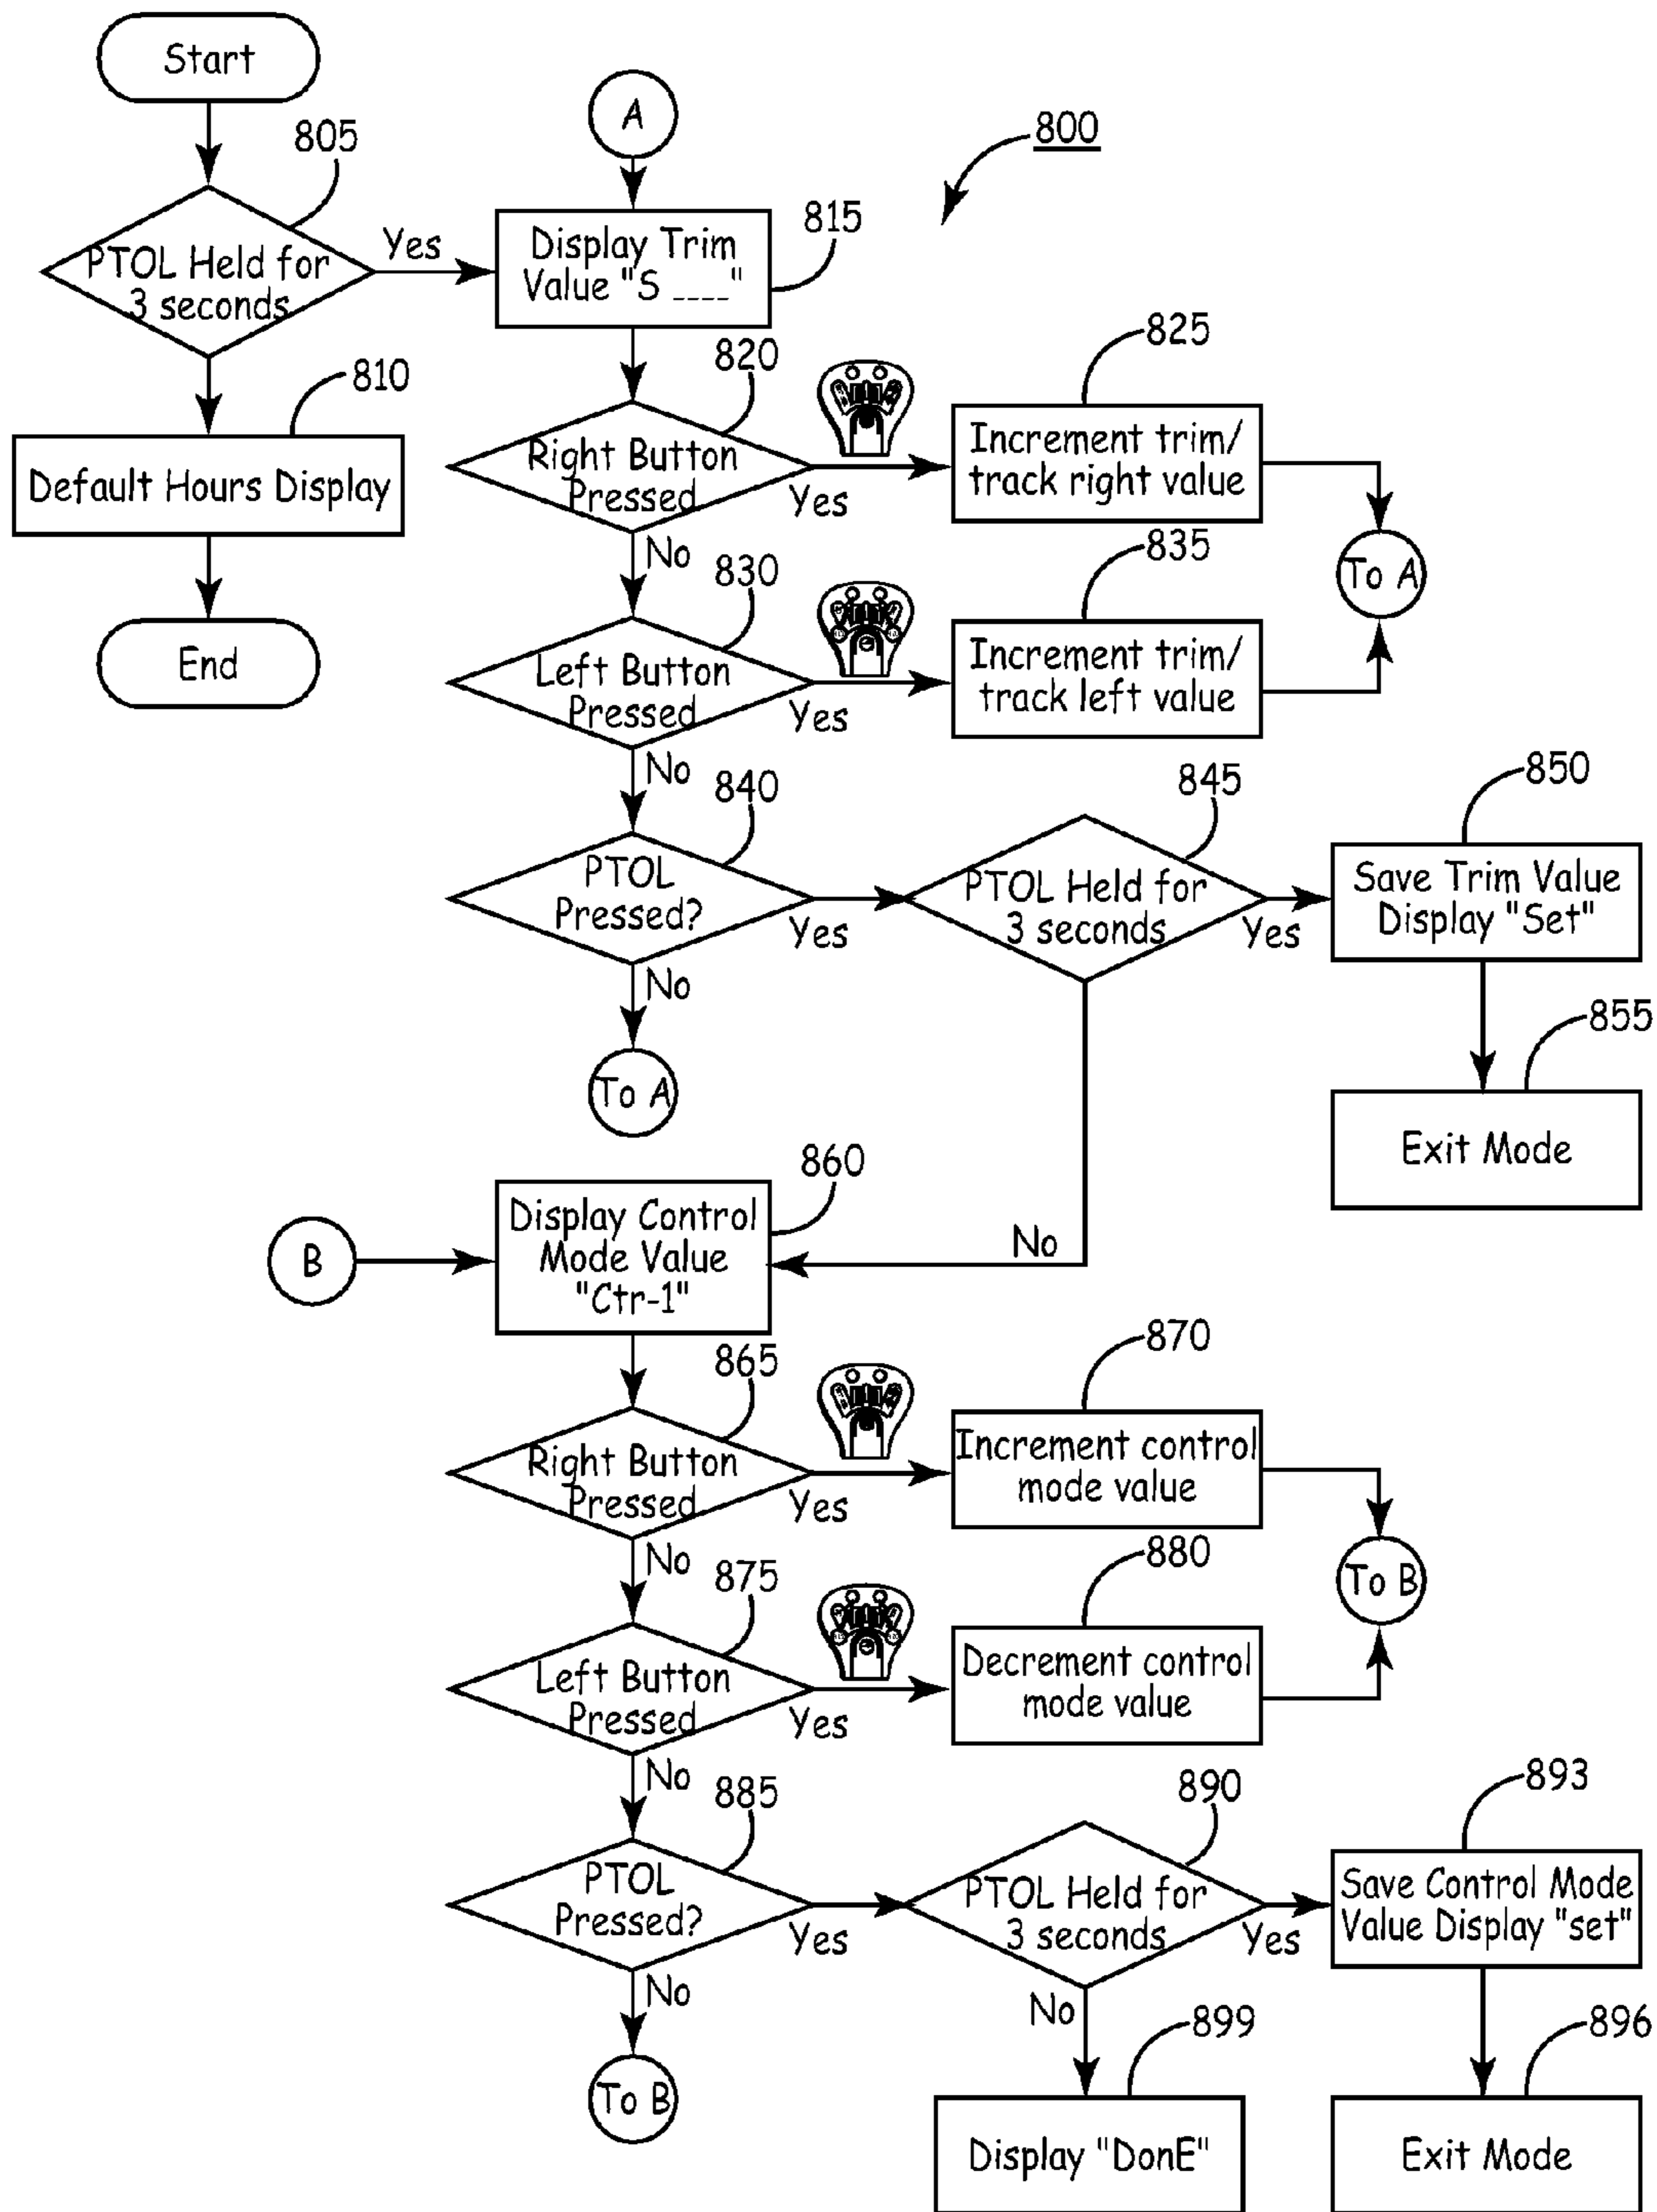 Start
A
800
805
PTOL Held for
3 seconds
Yes
Display Trim
Value "S ____"
815
810
Default Hours Display
End
820
Right Button
Pressed
Yes
No
825
Increment trim/
track right value
830
Left Button
Pressed
Yes
No
835
Increment trim/
track left value
To A
840
PTOL
Pressed?
Yes
No
To A
845
PTOL Held for
3 seconds
Yes
No
850
Save Trim Value
Display "Set"
855
Exit Mode
B
860
Display Control
Mode Value
"Ctr-1"
865
Right Button
Pressed
Yes
No
870
Increment control
mode value
875
Left Button
Pressed
Yes
No
880
Decrement control
mode value
To B
885
PTOL
Pressed?
Yes
No
To B
890
PTOL Held for
3 seconds
Yes
No
893
Save Control Mode
Value Display "set"
899
Display "DonE"
896
Exit Mode